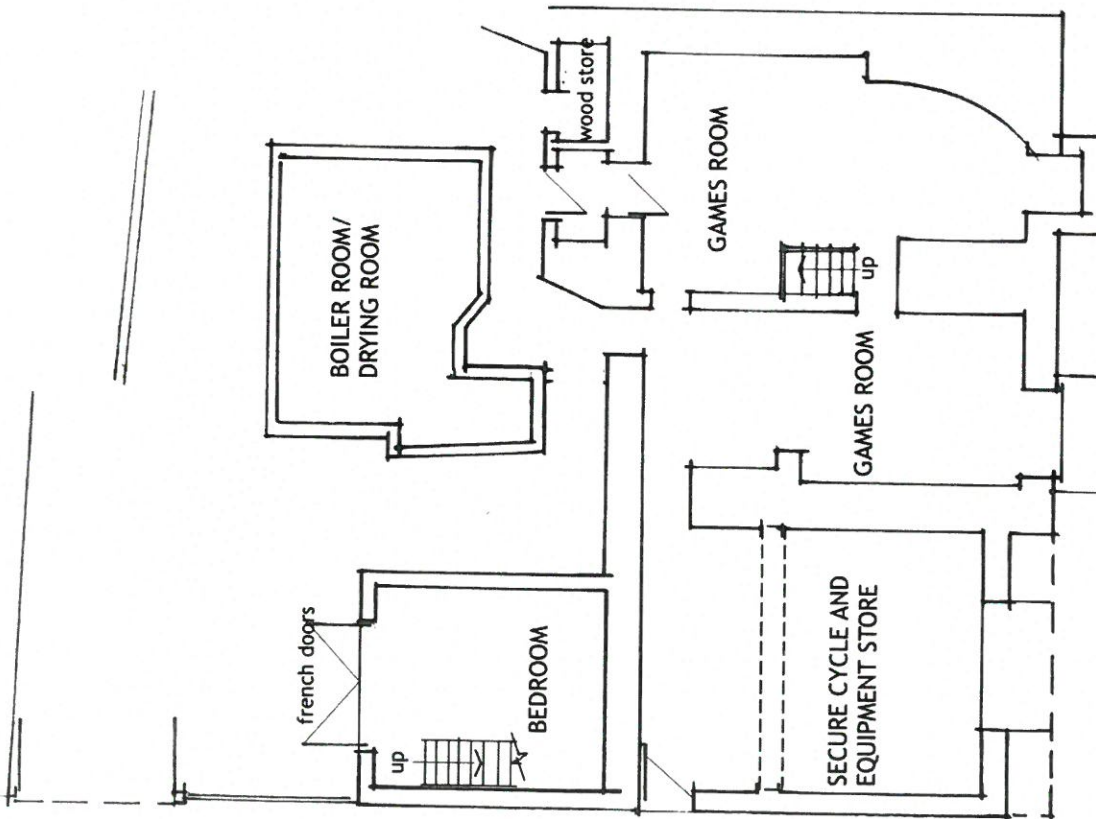 french doors
up
BEDROOM
BOILER ROOM/
DRYING ROOM
wood store
SECURE CYCLE AND
EQUIPMENT STORE
GAMES ROOM
up
GAMES ROOM